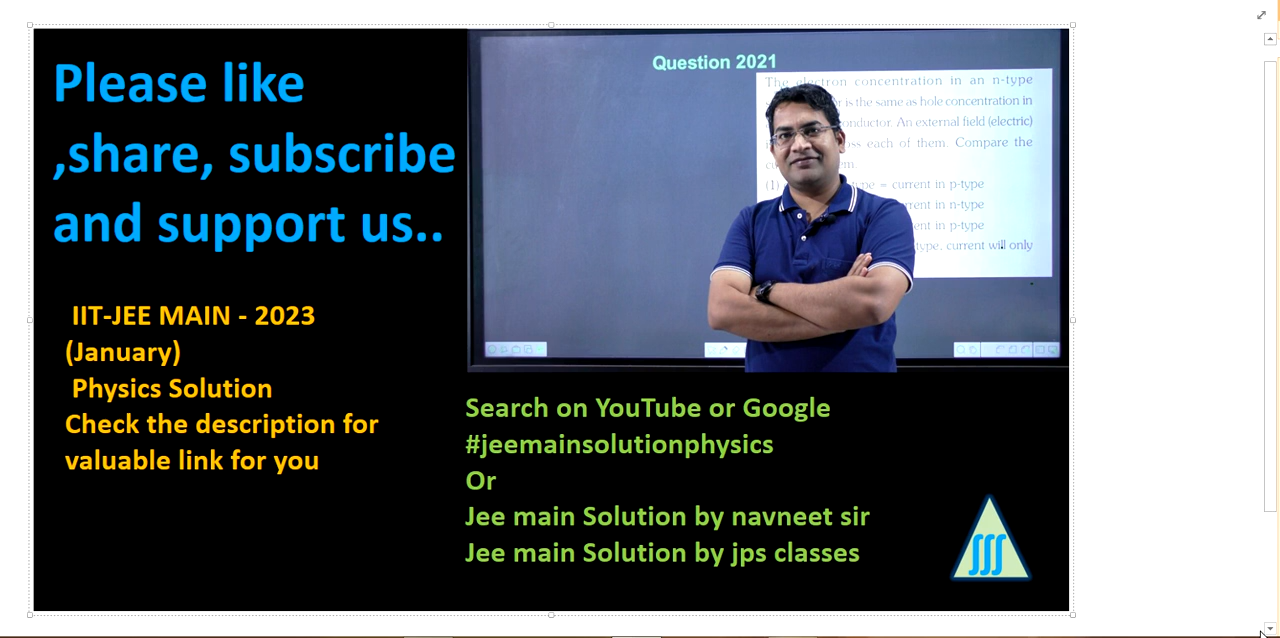 Please like
,share, subscribe
and support us..
IIT-JEE MAIN - 2023
(January)
Physics Solution
Check the description for
valuable link for you
Question 2021
The electron concentration in an n-type
is the same as hole concentration in
An external field (electric)
each of them. Compare the
(1) = current in p-type
current in n-type
current in p-type
type, current will only
Search on YouTube or Google
#jeemainsolutionphysics
Or
Jee main Solution by navneet sir
Jee main Solution by jps classes
∫∫∫